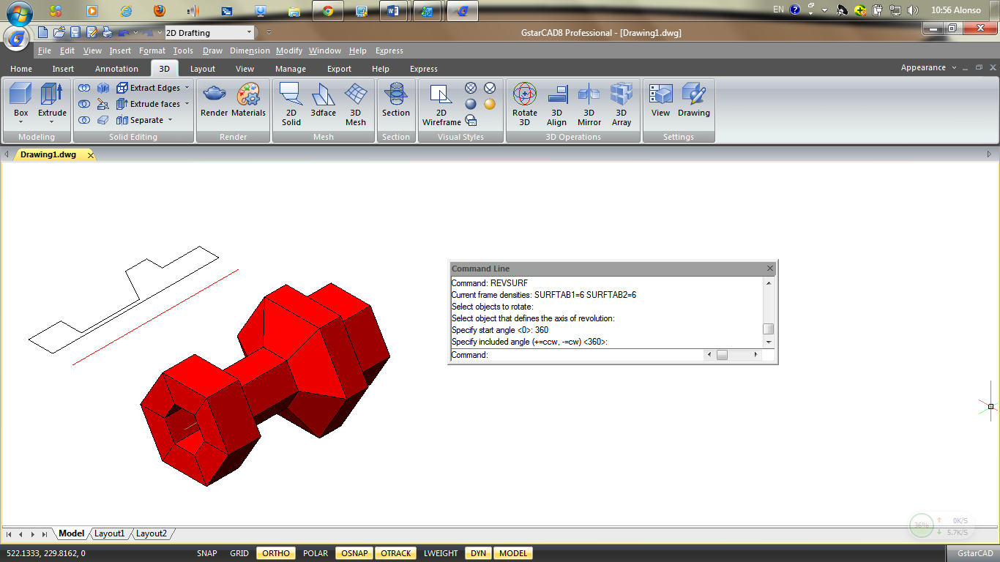 EN
10:56 Alonso
2D Drafting
GstarCAD8 Professional - [Drawing1.dwg]
File Edit View Insert Format Tools Draw Dimension Modify Window Help Express
Home Insert Annotation 3D Layout View Manage Export Help Express
Appearance
Extract Edges
Extrude faces
Separate
Box Extrude
Render Materials
2D Solid
3dface
3D Mesh
Section
2D Wireframe
Rotate 3D
3D Align
3D Mirror
3D Array
View Drawing
Modeling Solid Editing Render Mesh Section Visual Styles 3D Operations Settings
Drawing1.dwg
Command Line
Command: REVSURF
Current frame densities: SURFTAB1=6 SURFTAB2=6
Select objects to rotate:
Select object that defines the axis of revolution:
Specify start angle <0>: 360
Specify included angle (+=ccw, -=cw) <360>:
Command:
36%
0K/S
5.7K/S
Model Layout1 Layout2
522.1333, 229.8162, 0
SNAP GRID ORTHO POLAR OSNAP OTRACK LWEIGHT DYN MODEL
GstarCAD